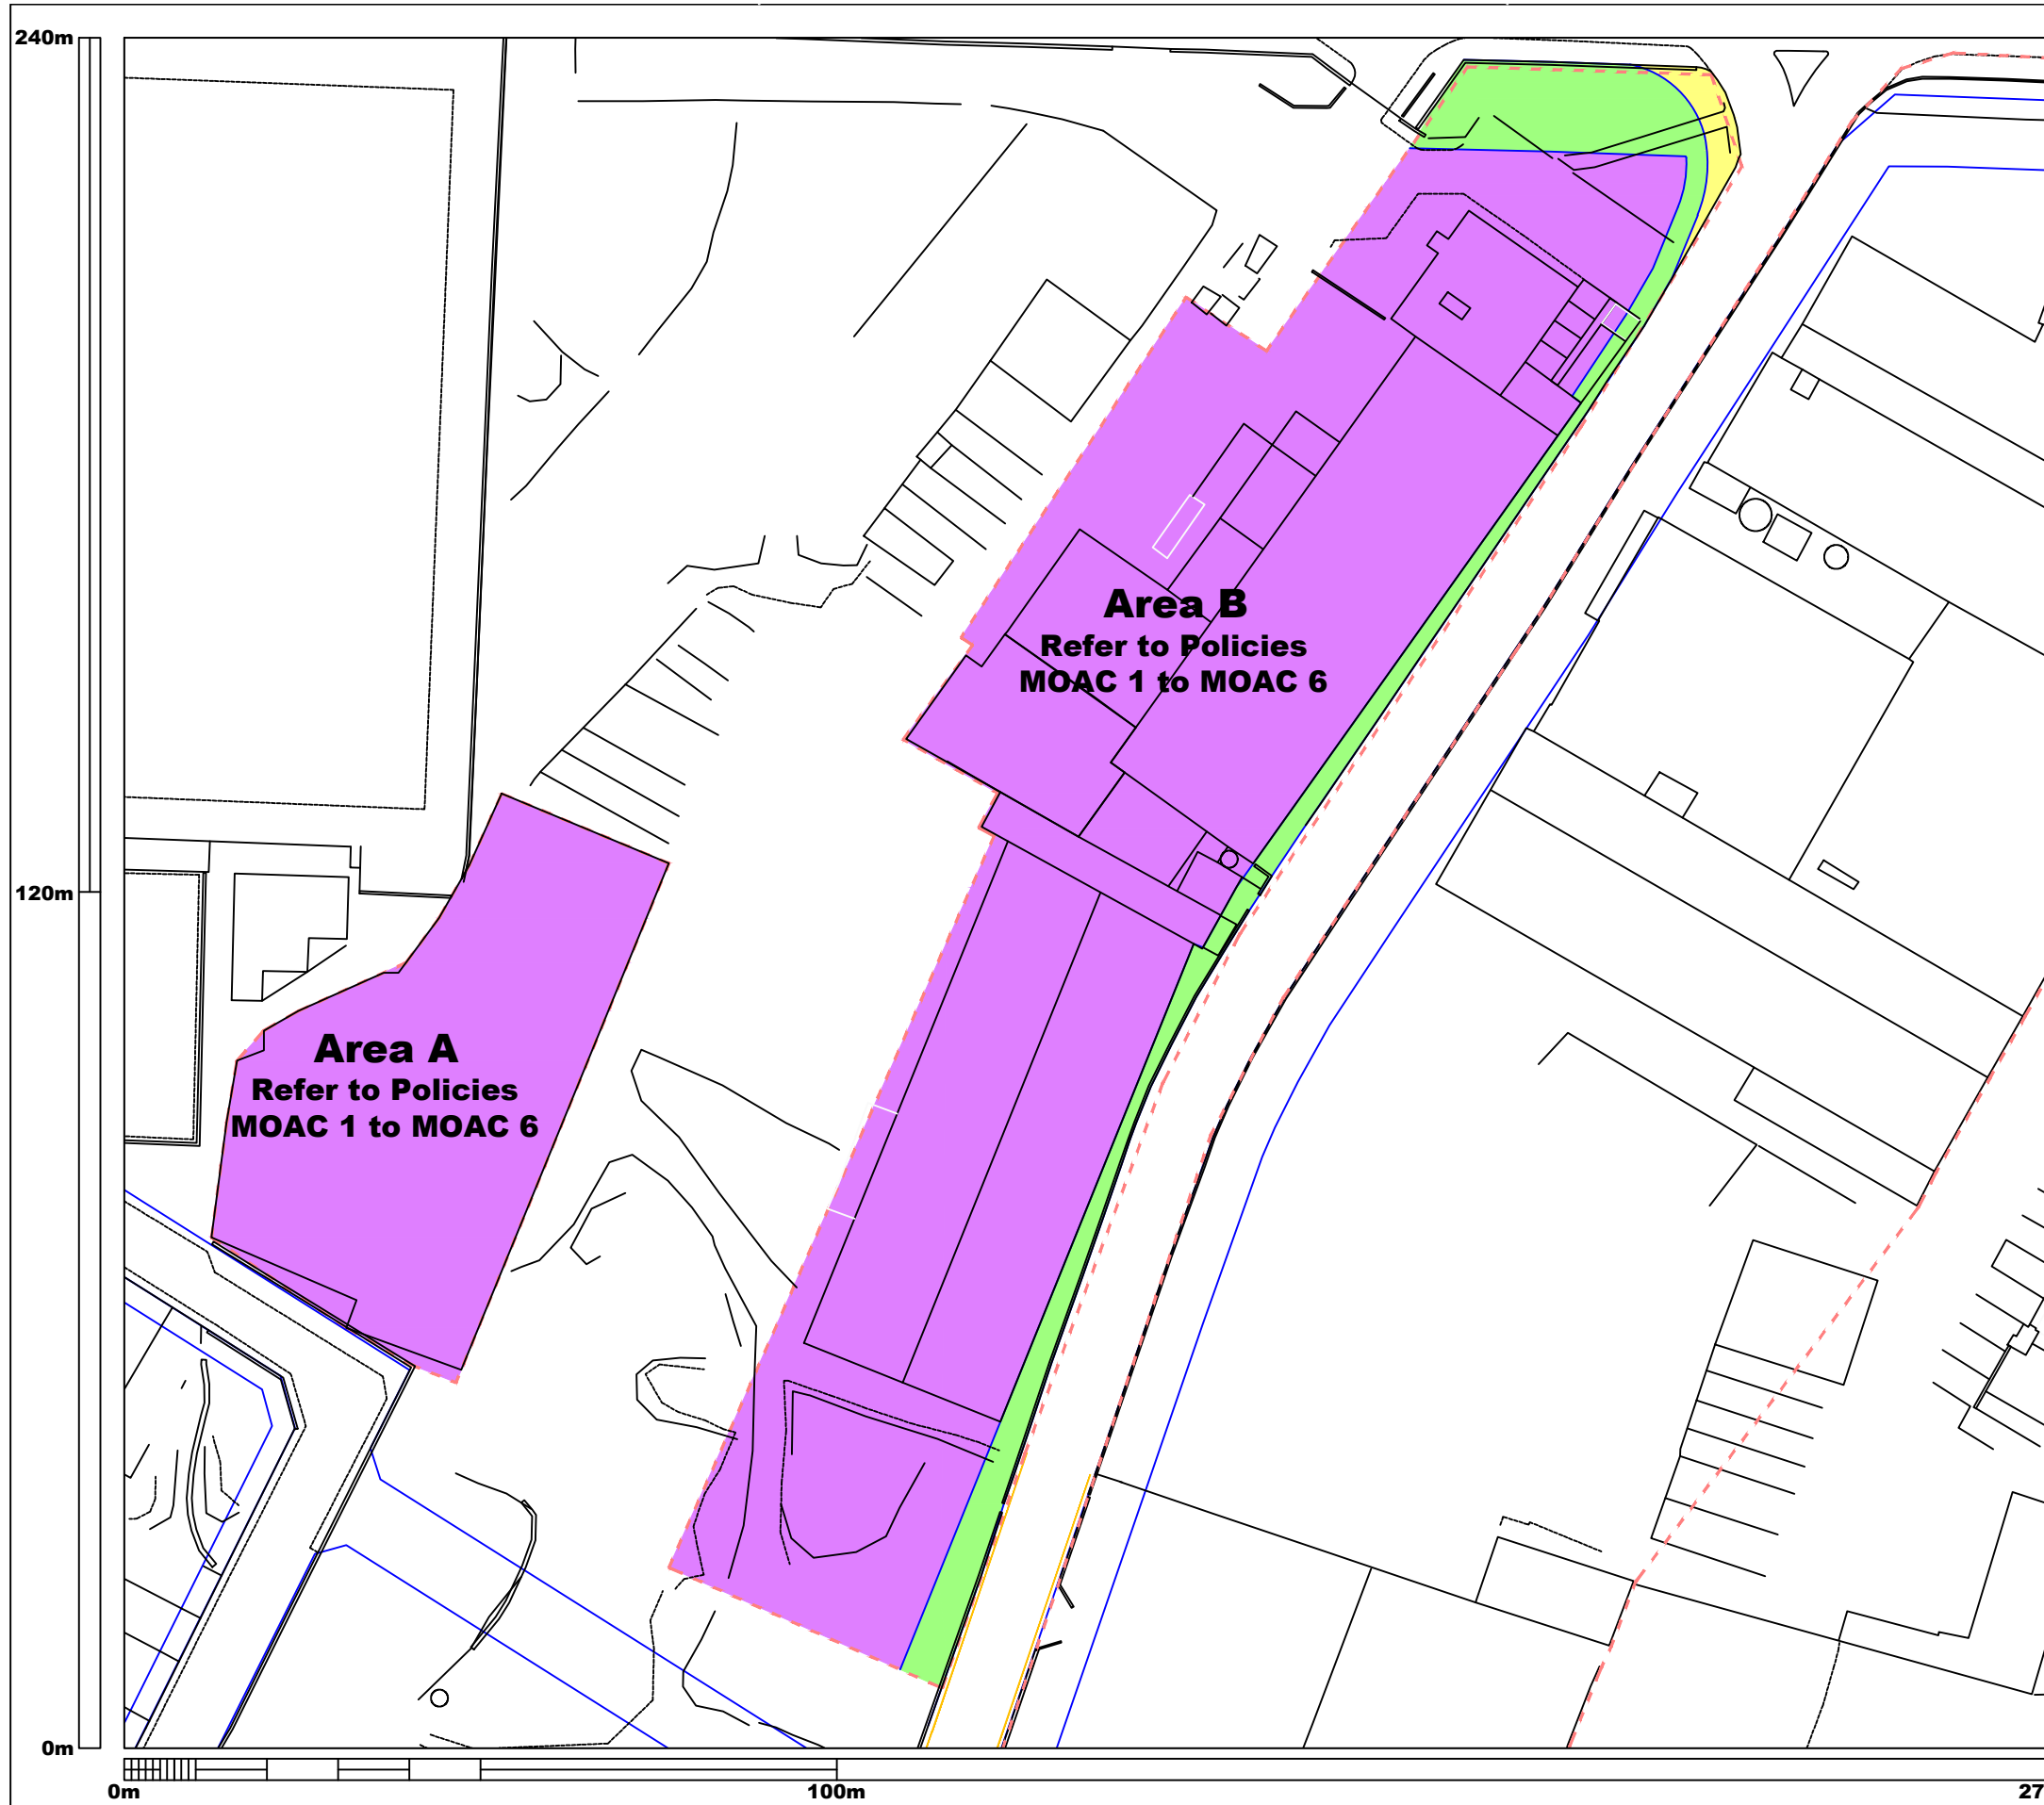 240m
Area B
Refer to Policies
MOAC 1 to MOAC 6
120m
Area A
Refer to Policies
MOAC 1 to MOAC 6
0m
0m
100m
27